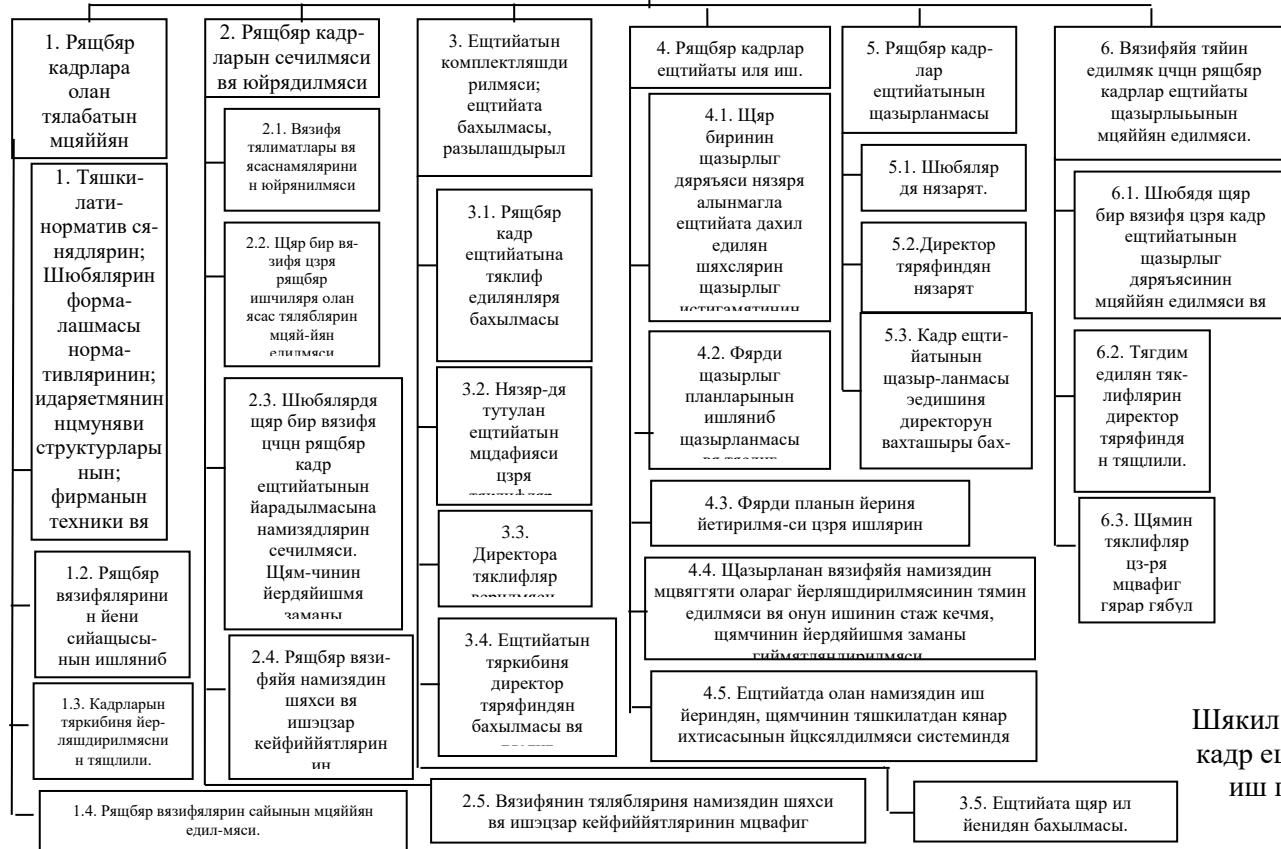 1. Рящбяр
кадрлара
олан
тялабатын
мцяййян
1. Тяшки-
лати-
норматив ся-
нядлярин;
Шюбялярин
форма-
лашмасы
норма-
тивляринин;
идаряетмянин
нцмуняви
структурлары
нын;
фирманын
техники вя
1.2. Рящбяр
вязифяляринин
н йени
сийащысы-
нын ишляниб
1.3. Кадрларын
тяркибиня йер-
ляшдирилмясни
н тящлили.
1.4. Рящбяр вязифялярин сайынын мцяййян
едил-мяси.
2. Рящбяр кадр-
ларын сечилмяси
вя юйрядилмяси
2.1. Вязифя
тялиматлары вя
ясаснамяляринин
н юйрянилмяси
2.2. Щяр бир вя-
зифя цзря
рящбяр
ишчиляря олан
ясас тялəблярин
мцяй-йян
едилмяси
2.3. Шюбялярдя
щяр бир вязифя
цчцн рящбяр
кадр
ещтийатынын
йарадылмасына
намизядлярин
сечилмяси.
Щям-чинин
йердяйишмя
заманы
2.4. Рящбяр вязи-
фяйя намизядин
шяхси вя
ишэцзар
кейфиййятлярин
ин
2.5. Вязифянин тялябляриня намизядин шяхси
вя ишэцзар кейфиййятляринин мцвафиг
3. Ещтийатын
комплектляшди
рилмяси;
ещтийата
бахылмасы,
разылашдырыл
3.1. Рящбяр
кадр
ещтийатына
тяклиф
едилянляря
бахылмасы
3.2. Нязяр-дя
тутулан
ещтийатын
мцдафияси
цзря
тяклифляр
3.3.
Директора
тяклифляр
верилмяси
3.4. Ещтийатын
тяркибиня
директор
тяряфиндян
бахылмасы вя
3.5. Ещтийата щяр ил
йенидян бахылмасы.
4. Рящбяр кадрлар
ещтийаты иля иш.
4.1. Щяр
биринин
щазырлыг
дяряъяси нязяря
алынмагла
ещтийата дахил
едилян
шяхслярин
щазырлыг
истигамятинин
4.2. Фярди
щазырлыг
планларынын
ишляниб
щазырланмасы
вя тясдиг
4.3. Фярди планын йериня
йетирилмя-си цзря ишлярин
4.4. Щазырланан вязифяйя намизядин
мцвяггяти олараг йерляшдирилмясинин тямин
едилмяси вя онун ишинин стаж кечмя,
щямчинин йердяйишмя заманы
гиймятляндирилмяси
4.5. Ещтийатда олан намизядин иш
йериндян, щямчинин тяшкилатдан кянар
ихтисасынын йцксялдилмяси системиндя
5. Рящбяр кадр-
лар
ещтийатынын
щазырланмасы
5.1. Шюбяляр
дя нязарят.
5.2.Директор
тяряфиндян
нязарят
5.3. Кадр ещти-
йатынын
щазыр-ланмасы
эедишиня
директорун
вахташыры бах-
6. Вязифяйя тяйин
едилмяк цчцн рящбяр
кадрлар ещтийаты
щазырлыьынын
мцяййян едилмяси.
6.1. Шюбядя щяр
бир вязифя цзря кадр
ещтийатынын
щазырлыг
дяряъясинин
мцяййян едилмяси вя
6.2. Тягдим
едилян тяк-
лифлярин
директор
тяряфиндя
н тящлили.
6.3. Щямин
тяклифляр
цз-ря
мцвафиг
гярар гябул
Шякил
кадр ещ
иш